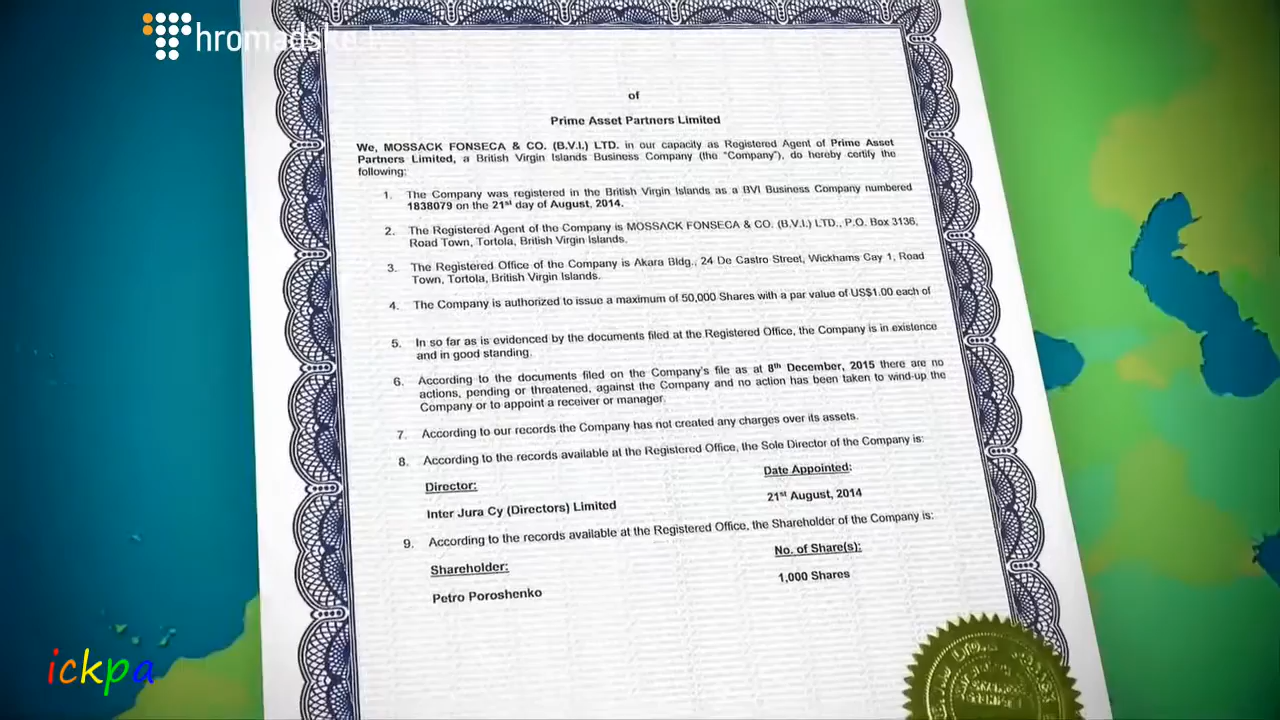 hromadske
of
Prime Asset Partners Limited
We, MOSSACK FONSECA & CO. (B.V.I.) LTD. in our capacity as Registered Agent of Prime Asset
Partners Limited, a British Virgin Islands Business Company (the "Company"), do hereby certify the
following:
1. The Company was registered in the British Virgin Islands as a BVI Business Company numbered
1838079 on the 21st day of August, 2014.
2. The Registered Agent of the Company is MOSSACK FONSECA & CO. (B.V.I.) LTD., P.O. Box 3136,
Road Town, Tortola, British Virgin Islands.
3. The Registered Office of the Company is Akara Bldg., 24 De Castro Street, Wickhams Cay 1, Road
Town, Tortola, British Virgin Islands.
4. The Company is authorized to issue a maximum of 50,000 Shares with a par value of US$1.00 each of
5. In so far as is evidenced by the documents filed at the Registered Office, the Company is in existence
and in good standing.
6. According to the documents filed on the Company's file as at 8th December, 2015 there are no
actions, pending or threatened, against the Company and no action has been taken to wind-up the
Company or to appoint a receiver or manager.
7. According to our records the Company has not created any charges over its assets.
8. According to the records available at the Registered Office, the Sole Director of the Company is:
Director: Date Appointed:
Inter Jura Cy (Directors) Limited 21st August, 2014
9. According to the records available at the Registered Office, the Shareholder of the Company is:
Shareholder: No. of Share(s):
Petro Poroshenko 1,000 Shares
ickpa